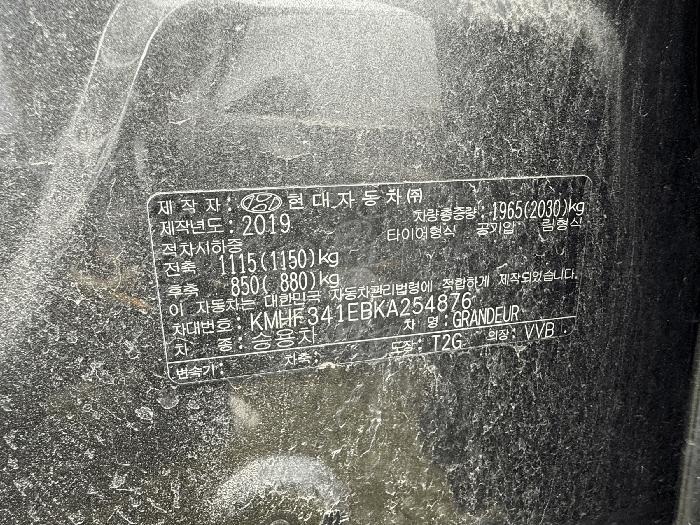 제 작 자 : 현대자동차㈜
제작년도 : 2019 차량총중량 : 1965(2030)kg
적차시하중 타이어형식 공기압 림형식
전축 1115(1150)kg
후축 850( 880)kg
이 자동차는 대한민국 자동차관리법령에 적합하게 제작되었습니다.
차대번호 : KMHF341EBKA254876
차 종 : 승용차 차 명 : GRANDEUR
변속기 : 차축 : 도장 : T2G 외장 : VVB